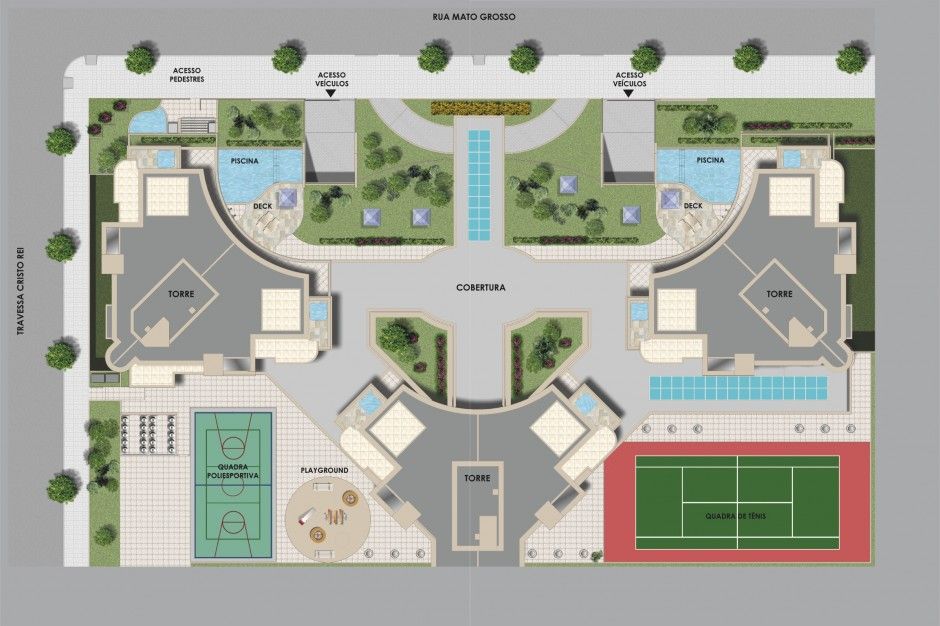 RUA MATO GROSSO
ACESSO
PEDESTRES
ACESSO
VEÍCULOS
ACESSO
VEÍCULOS
PISCINA
PISCINA
DECK
DECK
TRAVESSA CRISTO REI
TORRE
COBERTURA
TORRE
QUADRA
POLIESPORTIVA
PLAYGROUND
TORRE
QUADRA DE TÊNIS